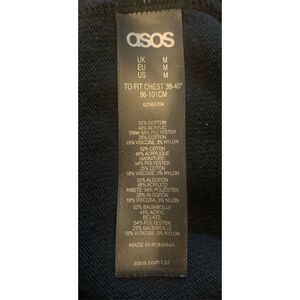 asos
UK M
EU M
US M
TO FIT CHEST 38-40"
96-101CM
52% COTTON
48% ACRYLIC
TRIM: 54% POLYESTER
25% COTTON
18% VISCOSE, 3% NYLON
52% COTON
48% ACRYLIQUE
GARNITURE
54% POLYESTER
25% COTON
18% VISCOSE, 3% NYLON
52% ALGODÓN
48% ACRÍLICO
RIBETE: 54% POLIÉSTER
25% ALGODÓN
18% VISCOSA, 3% NYLON
52% BAUMWOLLE
48% ACRYL
BESATZ
54% POLYESTER
25% BAUMWOLLE
18% VISKOSE, 3% NYLON
MADE IN ROMANIA
asos.com Ltd